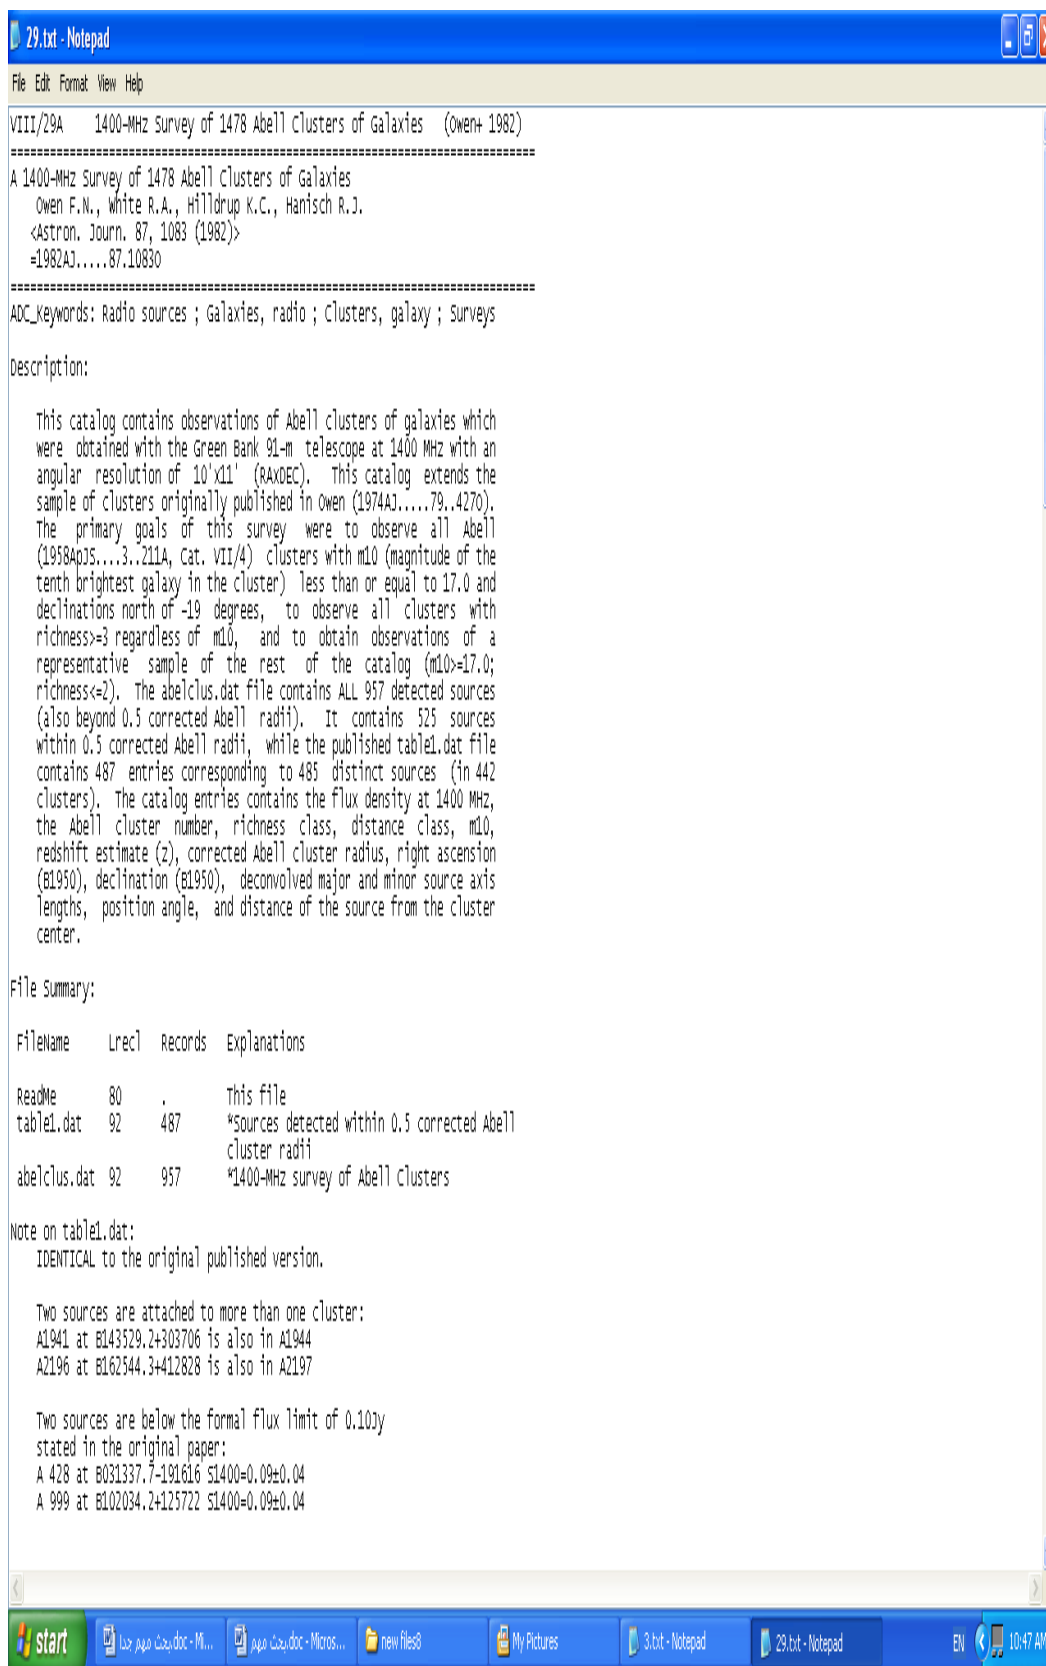 29.txt - Notepad
File Edit Format View Help
VIII/29A 1400-MHz Survey of 1478 Abell Clusters of Galaxies (Owen+ 1982)
================================================================================
A 1400-MHz Survey of 1478 Abell Clusters of Galaxies
Owen F.N., White R.A., Hilldrup K.C., Hanisch R.J.
<Astron. Journ. 87, 1083 (1982)>
=1982AJ.....87.1083O
================================================================================
ADC_Keywords: Radio sources ; Galaxies, radio ; Clusters, galaxy ; Surveys
Description:
This catalog contains observations of Abell clusters of galaxies which
were obtained with the Green Bank 91-m telescope at 1400 MHz with an
angular resolution of 10'x11' (RAxDEC). This catalog extends the
sample of clusters originally published in Owen (1974AJ.....79..427O).
The primary goals of this survey were to observe all Abell
(1958ApJS....3..211A, Cat. VII/4) clusters with m10 (magnitude of the
tenth brightest galaxy in the cluster) less than or equal to 17.0 and
declinations north of -19 degrees, to observe all clusters with
richness>=3 regardless of m10, and to obtain observations of a
representative sample of the rest of the catalog (m10>=17.0;
richness<=2). The abelclus.dat file contains ALL 957 detected sources
(also beyond 0.5 corrected Abell radii). It contains 525 sources
within 0.5 corrected Abell radii, while the published table1.dat file
contains 487 entries corresponding to 485 distinct sources (in 442
clusters). The catalog entries contains the flux density at 1400 MHz,
the Abell cluster number, richness class, distance class, m10,
redshift estimate (z), corrected Abell cluster radius, right ascension
(B1950), declination (B1950), deconvolved major and minor source axis
lengths, position angle, and distance of the source from the cluster
center.
File Summary:
FileName Lrecl Records Explanations
ReadMe 80 . This file
table1.dat 92 487 *Sources detected within 0.5 corrected Abell
cluster radii
abelclus.dat 92 957 *1400-MHz survey of Abell Clusters
Note on table1.dat:
IDENTICAL to the original published version.
Two sources are attached to more than one cluster:
A1941 at B143529.2+303706 is also in A1944
A2196 at B162544.3+412828 is also in A2197
Two sources are below the formal flux limit of 0.10Jy
stated in the original paper:
A 428 at B031337.7-191616 S1400=0.09±0.04
A 999 at B102034.2+125722 S1400=0.09±0.04
start بحث مهم جدا.doc - Mi... بحث مهم.doc - Micros... new files8 My Pictures 3.txt - Notepad 29.txt - Notepad EN 10:47 AM